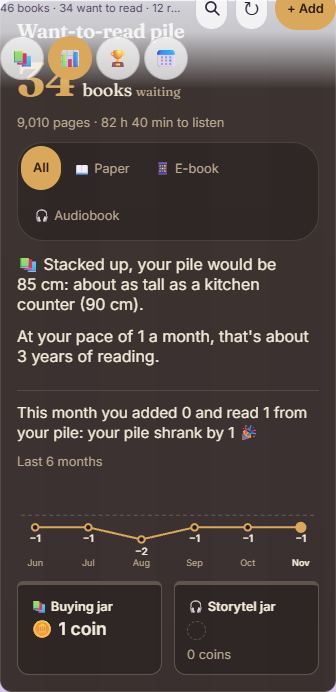 46 books · 34 want to read · 12 r...
+ Add
Want-to-read pile
34 books waiting
9,010 pages · 82 h 40 min to listen
All
Paper
E-book
Audiobook
Stacked up, your pile would be
85 cm: about as tall as a kitchen
counter (90 cm).
At your pace of 1 a month, that's about
3 years of reading.
This month you added 0 and read 1 from
your pile: your pile shrank by 1
Last 6 months
−1 −1 −2 −1 −1 −1
Jun Jul Aug Sep Oct Nov
Buying jar
1 coin
Storytel jar
0 coins